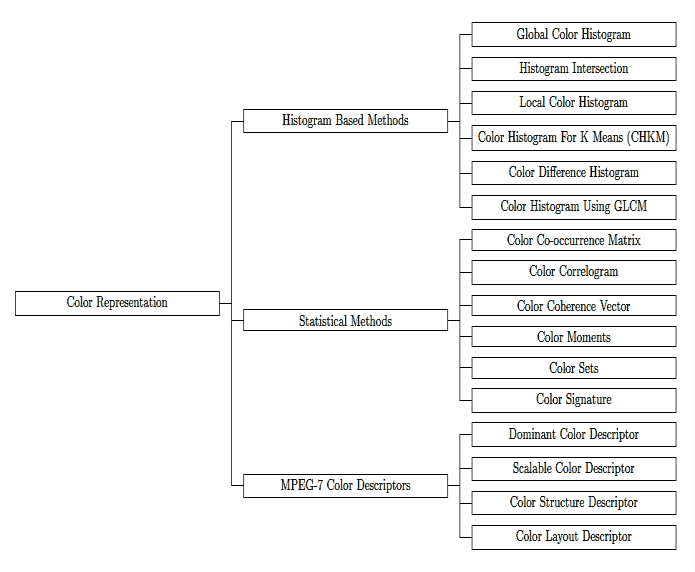 Color Representation
Histogram Based Methods
Global Color Histogram
Histogram Intersection
Local Color Histogram
Color Histogram For K Means (CHKM)
Color Difference Histogram
Color Histogram Using GLCM
Statistical Methods
Color Co-occurrence Matrix
Color Correlogram
Color Coherence Vector
Color Moments
Color Sets
Color Signature
MPEG-7 Color Descriptors
Dominant Color Descriptor
Scalable Color Descriptor
Color Structure Descriptor
Color Layout Descriptor